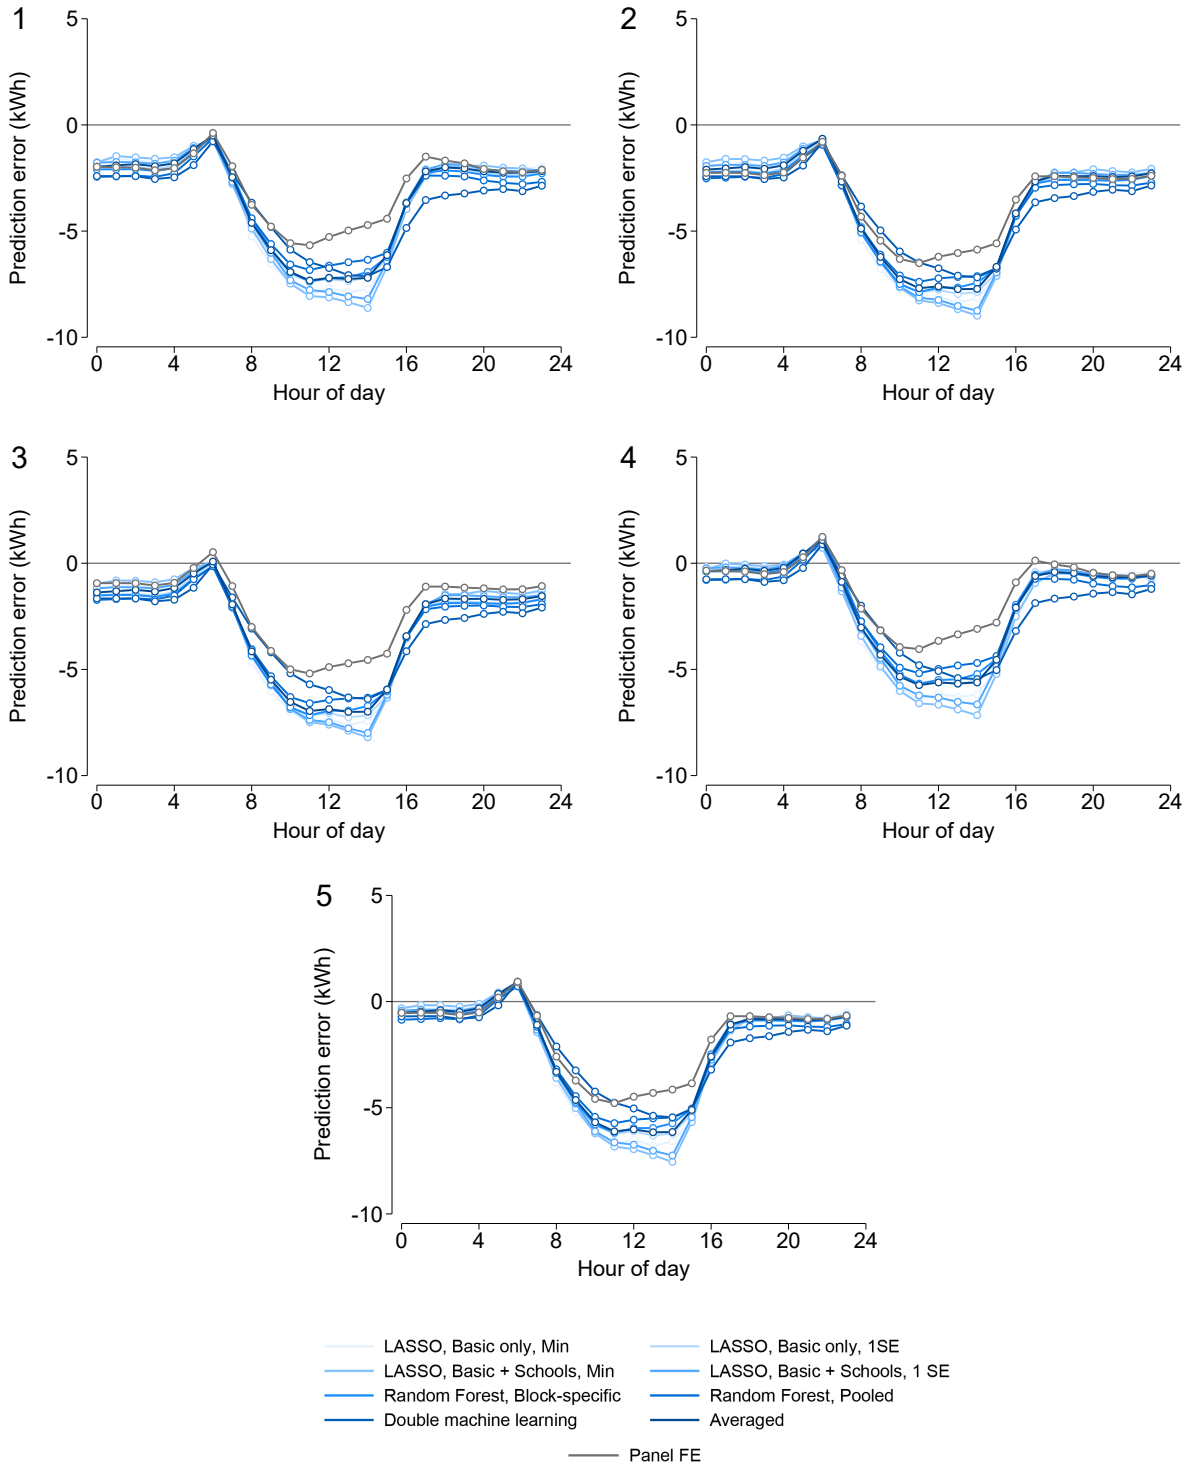 1
5
0
-5
-10
Prediction error (kWh)
0 4 8 12 16 20 24
Hour of day
2
5
0
-5
-10
Prediction error (kWh)
0 4 8 12 16 20 24
Hour of day
3
5
0
-5
-10
Prediction error (kWh)
0 4 8 12 16 20 24
Hour of day
4
5
0
-5
-10
Prediction error (kWh)
0 4 8 12 16 20 24
Hour of day
5
5
0
-5
-10
Prediction error (kWh)
0 4 8 12 16 20 24
Hour of day
LASSO, Basic only, Min
LASSO, Basic only, 1SE
LASSO, Basic + Schools, Min
LASSO, Basic + Schools, 1 SE
Random Forest, Block-specific
Random Forest, Pooled
Double machine learning
Averaged
Panel FE